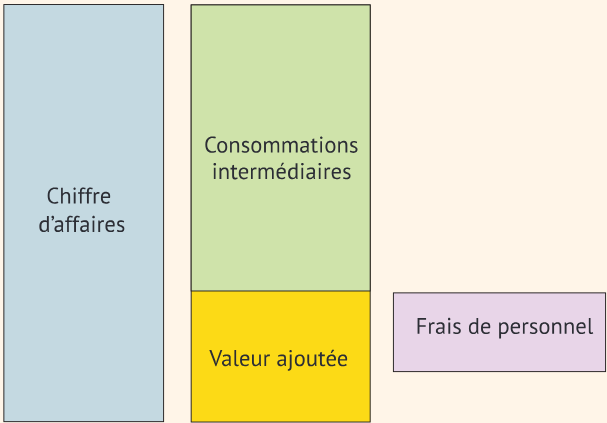 Chiffre
d’affaires
Consommations
intermédiaires
Valeur ajoutée
Frais de personnel